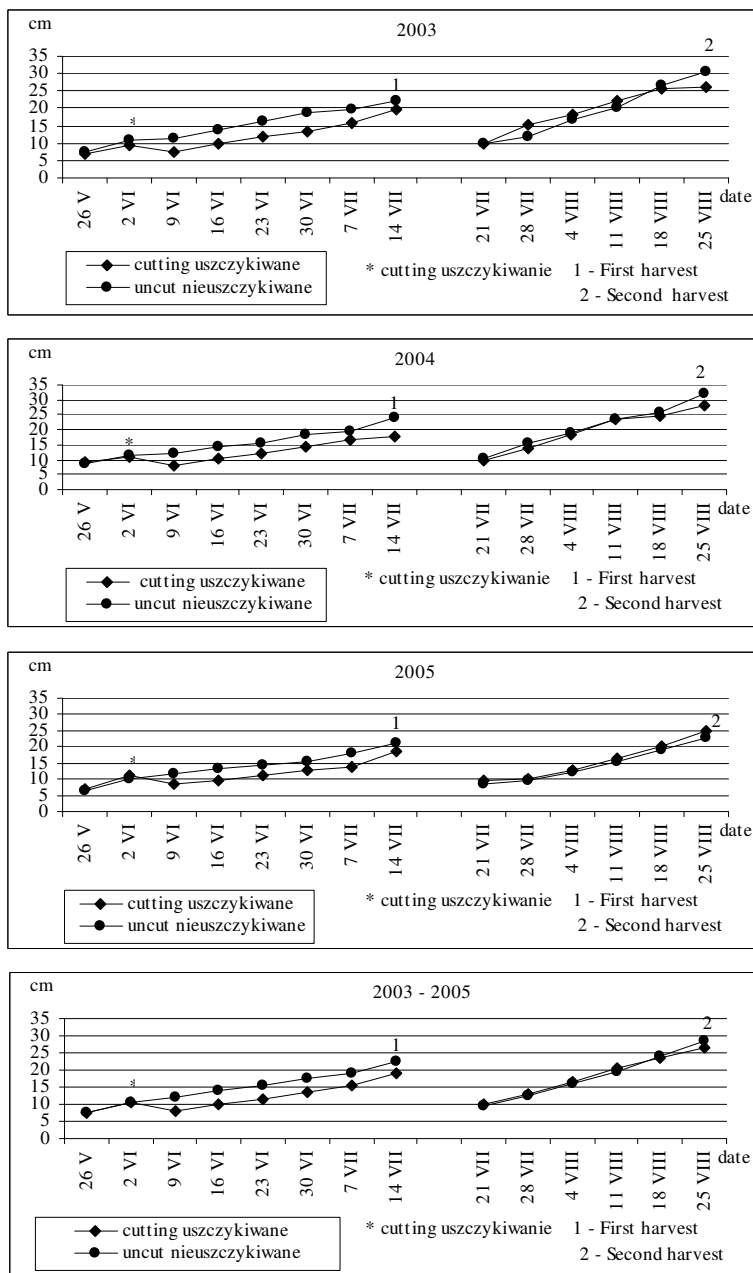 cm
2003
2
35
30
25
20
15
10
5
0
1
*
date
26 V
2 VI
9 VI
16 VI
23 VI
30 VI
7 VII
14 VII
21 VII
28 VII
4 VIII
11 VIII
18 VIII
25 VIII
cutting uszczykiwane
uncut nieuszczykiwane
* cutting uszczykiwanie 1 - First harvest
2 - Second harvest
cm
2004
2
35
30
25
20
15
10
5
0
1
*
date
26 V
2 VI
9 VI
16 VI
23 VI
30 VI
7 VII
14 VII
21 VII
28 VII
4 VIII
11 VIII
18 VIII
25 VIII
cutting uszczykiwane
uncut nieuszczykiwane
* cutting uszczykiwanie 1 - First harvest
2 - Second harvest
cm
2005
35
30
25
20
15
10
5
0
1
2
*
date
26 V
2 VI
9 VI
16 VI
23 VI
30 VI
7 VII
14 VII
21 VII
28 VII
4 VIII
11 VIII
18 VIII
25 VIII
cutting uszczykiwane
uncut nieuszczykiwane
* cutting uszczykiwanie 1 - First harvest
2 - Second harvest
cm
2003 - 2005
2
35
30
25
20
15
10
5
0
1
*
date
26 V
2 VI
9 VI
16 VI
23 VI
30 VI
7 VII
14 VII
21 VII
28 VII
4 VIII
11 VIII
18 VIII
25 VIII
cutting uszczykiwane
uncut nieuszczykiwane
* cutting uszczykiwanie 1 - First harvest
2 - Second harvest